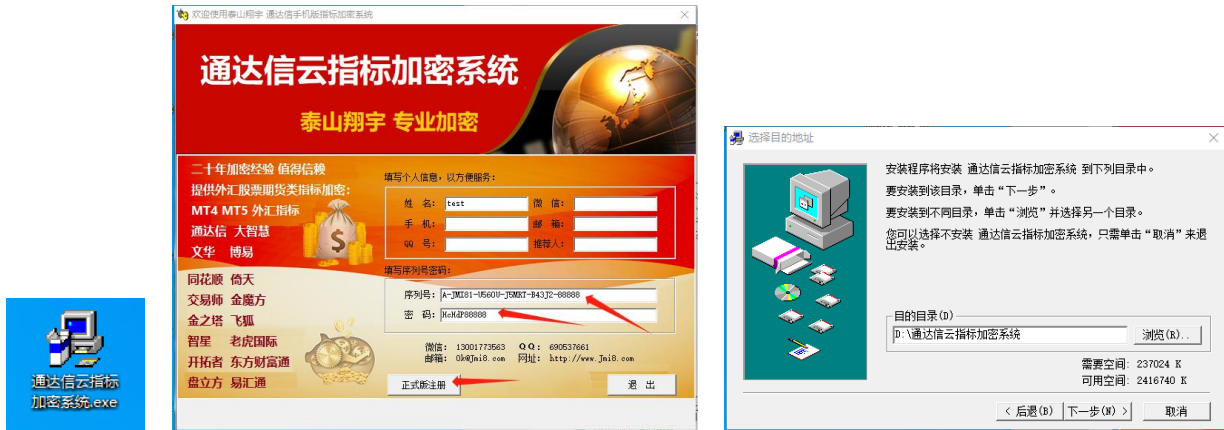 通达信云指标
加密系统.exe
欢迎使用泰山翔宇 通达信手机版指标加密系统
通达信云指标加密系统
泰山翔宇 专业加密
二十年加密经验 值得信赖
提供外汇股票期货类指标加密：
MT4 MT5 外汇指标
通达信 大智慧
文华 博易
同花顺 倚天
交易师 金魔方
金之塔 飞狐
智星 老虎国际
开拓者 东方财富通
盘立方 易汇通
填写个人信息，以方便服务：
姓 名： test 微 信：
手 机： 邮 箱：
QQ 号： 推荐人：
填写序列号密码：
序列号： A-JMI81-U560U-J5MRT-B43J2-88888
密 码： HcHdP88888
微信： 13001773563 QQ： 690537661
邮箱： Ok@Jni8.com 网址： http://www.Jni8.com
正式版注册 退 出
选择目的地址
安装程序将安装 通达信云指标加密系统 到下列目录中。
要安装到该目录，单击“下一步”。
要安装到不同目录，单击“浏览”并选择另一个目录。
您可以选择不安装 通达信云指标加密系统，只需单击“取消”来退
出安装。
目的目录(D)
D:\通达信云指标加密系统 浏览(R)..
需要空间： 237024 K
可用空间： 2416740 K
< 后退(B) 下一步(N) > 取消